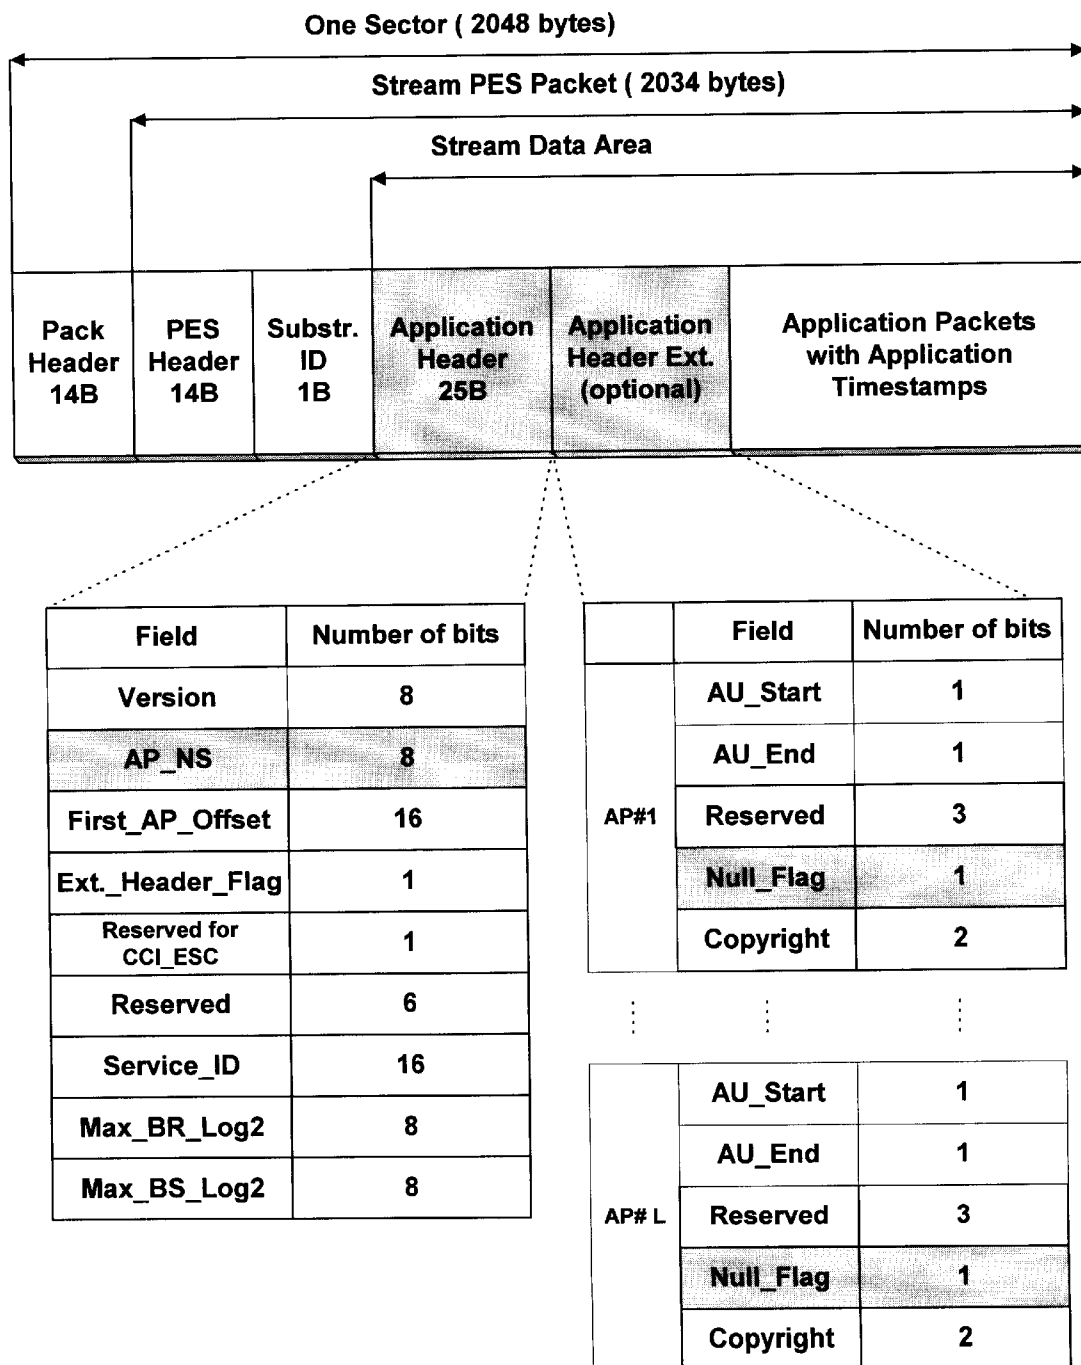 One Sector ( 2048 bytes)
Stream PES Packet ( 2034 bytes)
Stream Data Area
Pack
Header
14B
PES
Header
14B
Substr.
ID
1B
Application
Header
25B
Application
Header Ext.
(optional)
Application Packets
with Application
Timestamps
Field Number of bits
Version 8
AP_NS 8
First_AP_Offset 16
Ext._Header_Flag 1
Reserved for
CCI_ESC 1
Reserved 6
Service_ID 16
Max_BR_Log2 8
Max_BS_Log2 8
Field Number of bits
AP#1
AU_Start 1
AU_End 1
Reserved 3
Null_Flag 1
Copyright 2
AP# L
AU_Start 1
AU_End 1
Reserved 3
Null_Flag 1
Copyright 2